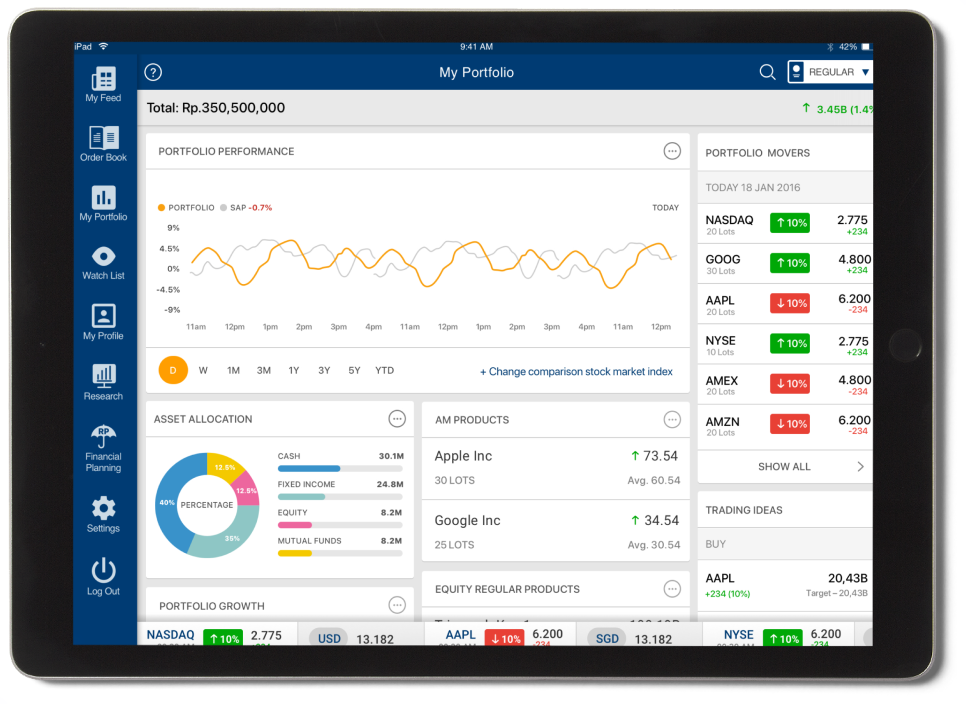 iPad
9:41 AM
42%
My Feed
Order Book
My Portfolio
Watch List
My Profile
Research
RP
Financial
Planning
Settings
Log Out
?
My Portfolio
REGULAR
Total: Rp.350,500,000
↑ 3.45B (1.4%
PORTFOLIO PERFORMANCE
PORTFOLIO SAP -0.7%
TODAY
9%
4.5%
0%
-4.5%
-9%
11am 12pm 1pm 2pm 3pm 4pm 11am 12pm 1pm 2pm 3pm 4pm 11am 12pm
D W 1M 3M 1Y 3Y 5Y YTD
+ Change comparison stock market index
PORTFOLIO MOVERS
TODAY 18 JAN 2016
NASDAQ ↑10% 2.775
20 Lots +234
GOOG ↑10% 4.800
30 Lots +234
AAPL ↓10% 6.200
20 Lots -234
NYSE ↑10% 2.775
10 Lots +234
AMEX ↓10% 4.800
20 Lots -234
AMZN ↓10% 6.200
20 Lots -234
SHOW ALL
ASSET ALLOCATION
12.5%
12.5%
40%
PERCENTAGE
35%
CASH 30.1M
FIXED INCOME 24.8M
EQUITY 8.2M
MUTUAL FUNDS 8.2M
AM PRODUCTS
Apple Inc ↑ 73.54
30 LOTS Avg. 60.54
Google Inc ↑ 34.54
25 LOTS Avg. 30.54
TRADING IDEAS
BUY
AAPL 20,43B
+234 (10%) Target – 20,43B
PORTFOLIO GROWTH
EQUITY REGULAR PRODUCTS
NASDAQ ↑10% 2.775
USD 13.182
AAPL ↓10% 6.200
-234
SGD 13.182
NYSE ↑10% 6.200